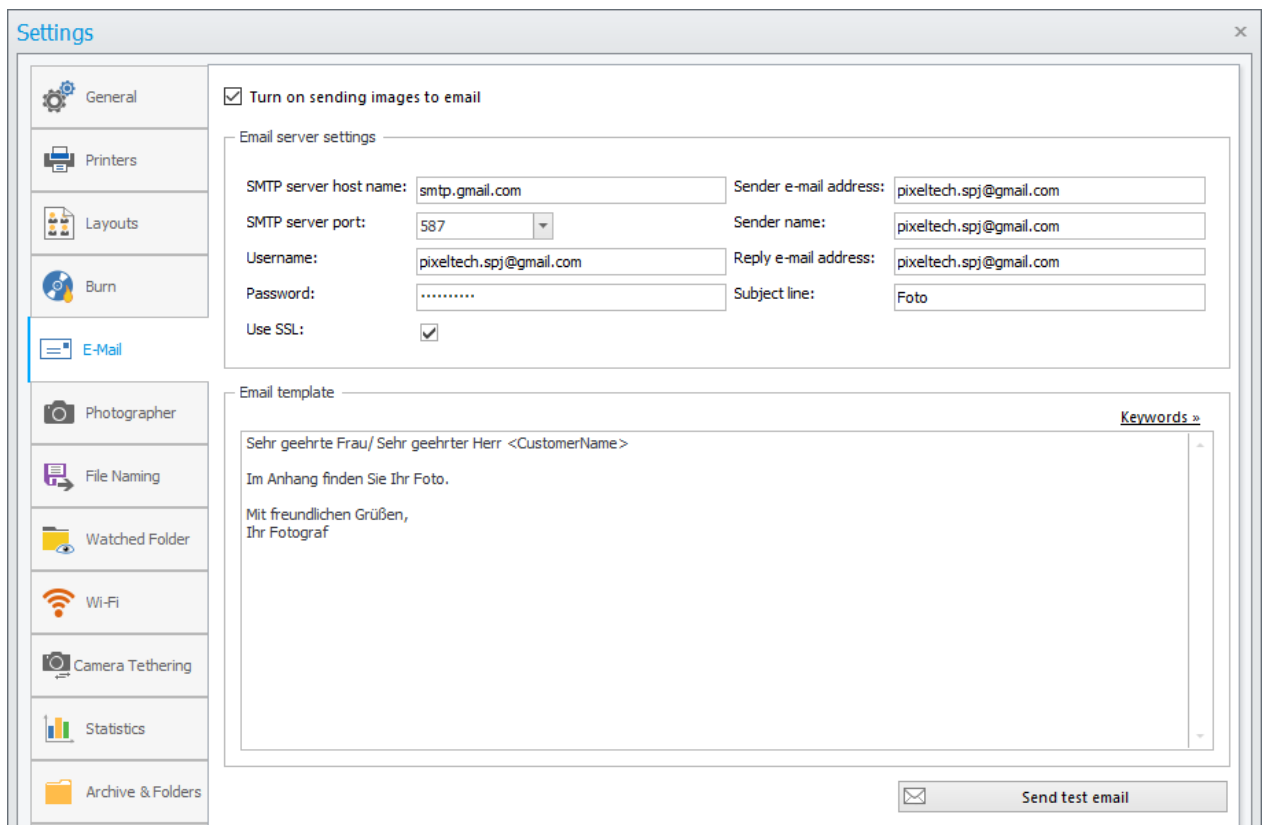 Settings
General
Printers
Layouts
Burn
E-Mail
Photographer
File Naming
Watched Folder
Wi-Fi
Camera Tethering
Statistics
Archive & Folders
Turn on sending images to email
Email server settings
SMTP server host name: smtp.gmail.com
SMTP server port: 587
Username: pixeltech.spj@gmail.com
Password: ··········
Use SSL:
Sender e-mail address: pixeltech.spj@gmail.com
Sender name: pixeltech.spj@gmail.com
Reply e-mail address: pixeltech.spj@gmail.com
Subject line: Foto
Email template
Keywords »
Sehr geehrte Frau/ Sehr geehrter Herr <CustomerName>
Im Anhang finden Sie Ihr Foto.
Mit freundlichen Grüßen,
Ihr Fotograf
Send test email